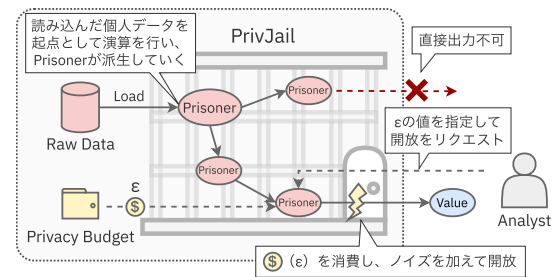 読み込んだ個人データを
起点として演算を行い、
Prisonerが派生していく
PrivJail
直接出力不可
Load
Prisoner
Prisoner
Raw Data
εの値を指定して
開放をリクエスト
Prisoner
ε
$
Prisoner
Value
Privacy Budget
Analyst
$（ε）を消費し、ノイズを加えて開放